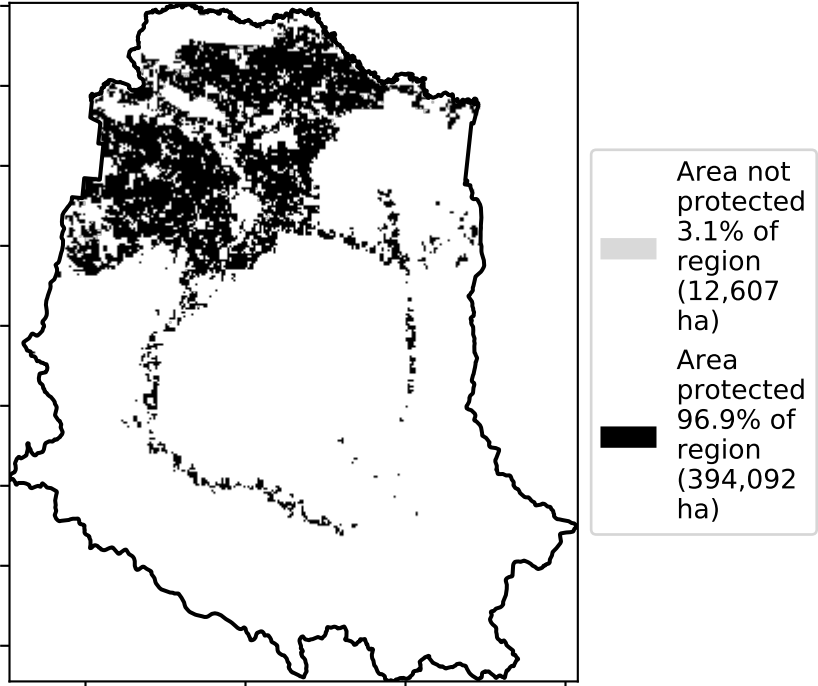 Area not
protected
3.1% of
region
(12,607
ha)
Area
protected
96.9% of
region
(394,092
ha)